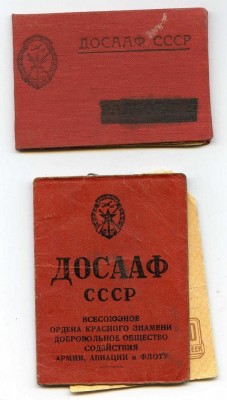 ДОСААФ СССР
ДОСААФ
СССР
ВСЕСОЮЗНОЕ
ОРДЕНА КРАСНОГО ЗНАМЕНИ
ДОБРОВОЛЬНОЕ ОБЩЕСТВО
СОДЕЙСТВИЯ
АРМИИ, АВИАЦИИ и ФЛОТУ